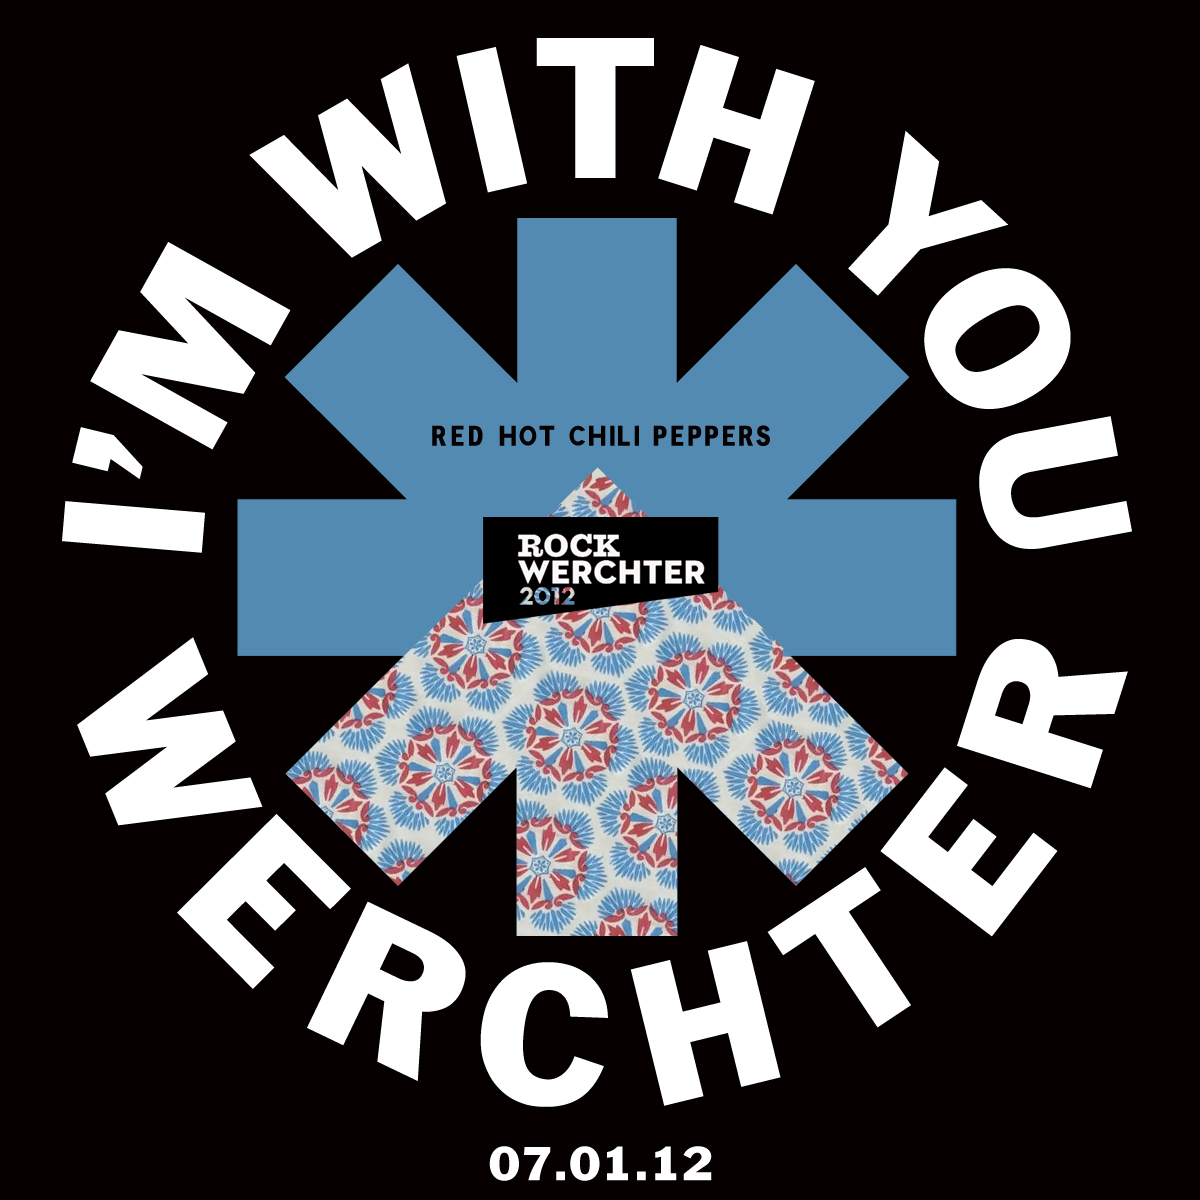 I'M WITH YOU
RED HOT CHILI PEPPERS
ROCK
WERCHTER
2012
WERCHTER
07.01.12